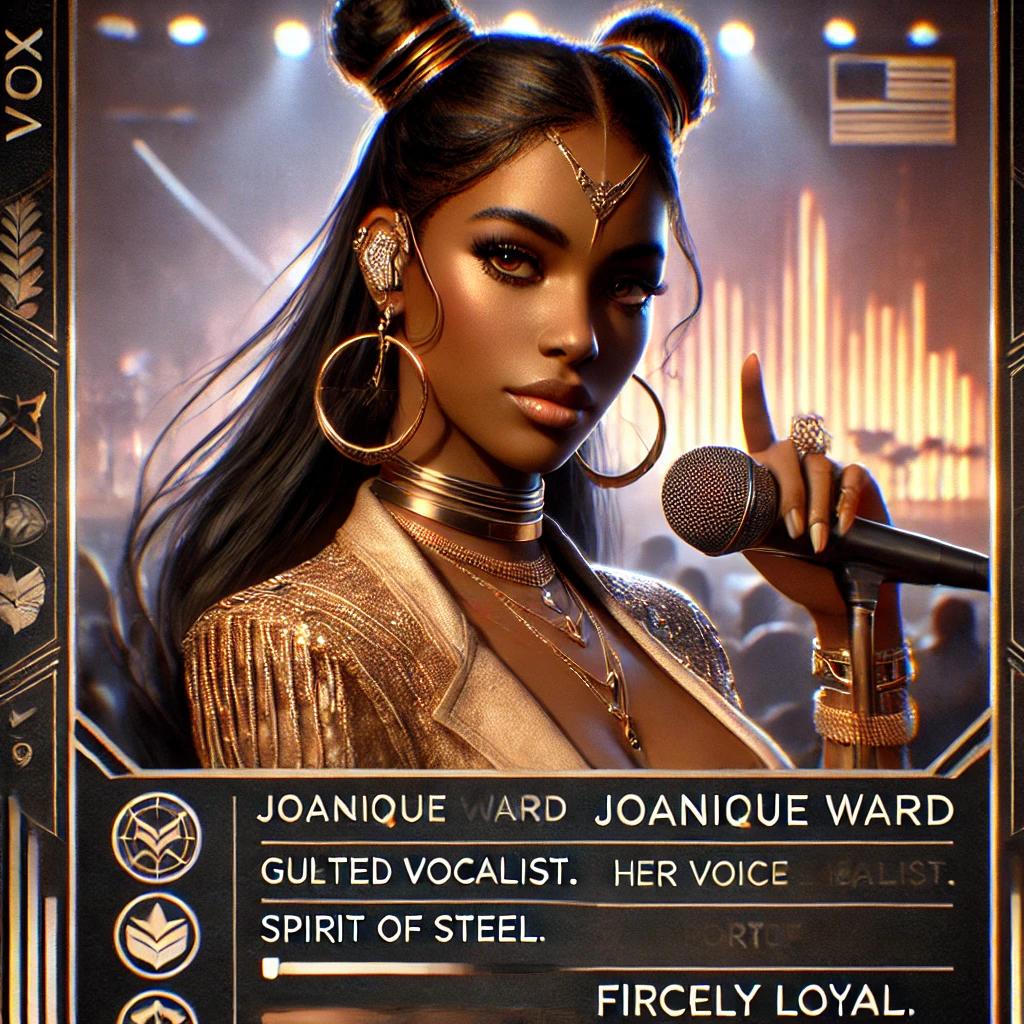 VOX
JOANIQUE WARD JOANIQUE WARD
GULTED VOCALIST. HER VOICE
SPIRIT OF STEEL.
FIRCELY LOYAL.